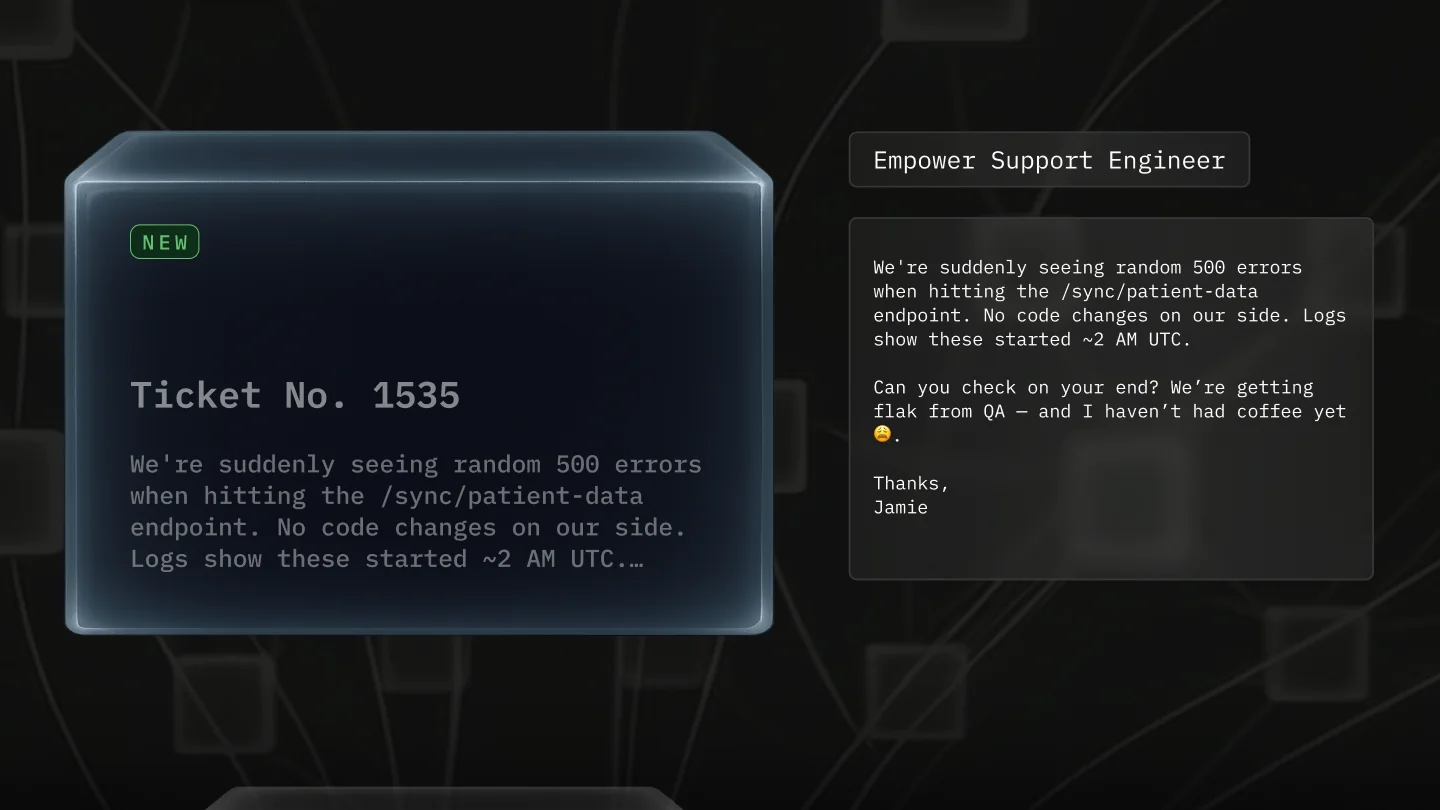 NEW
Ticket No. 1535
We're suddenly seeing random 500 errors
when hitting the /sync/patient-data
endpoint. No code changes on our side.
Logs show these started ~2 AM UTC.…
Empower Support Engineer
We're suddenly seeing random 500 errors
when hitting the /sync/patient-data
endpoint. No code changes on our side. Logs
show these started ~2 AM UTC.
Can you check on your end? We’re getting
flak from QA — and I haven’t had coffee yet
😩.
Thanks,
Jamie